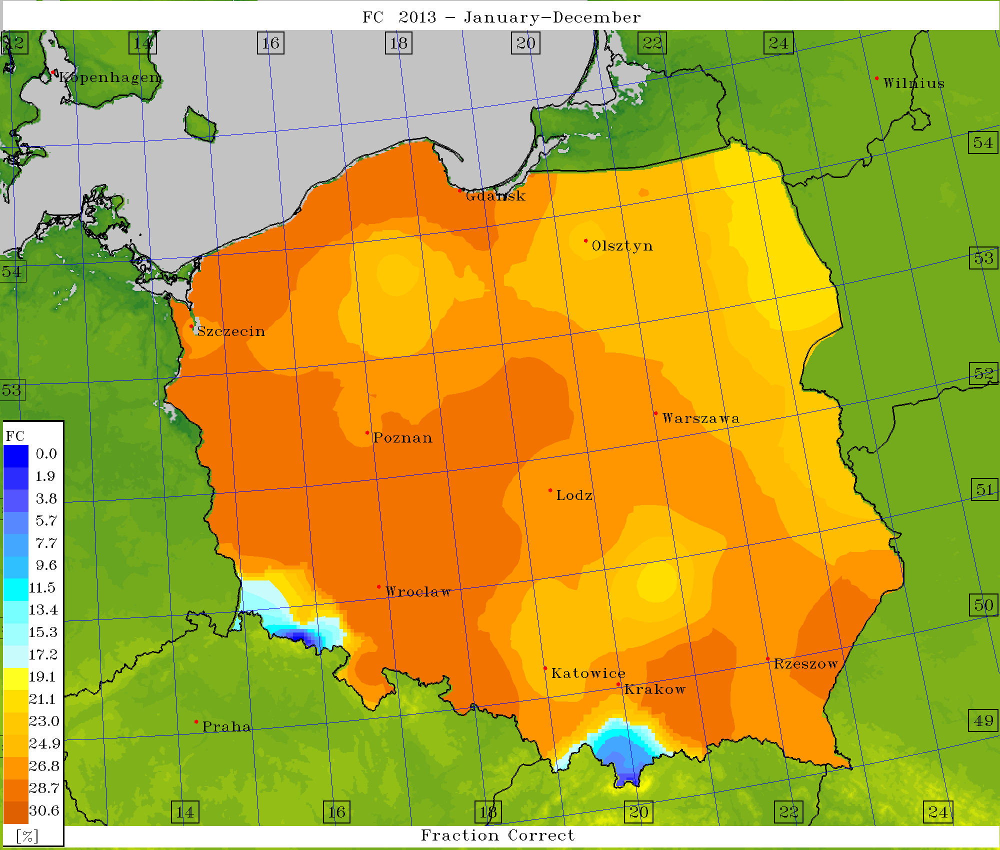 FC 2013 - January-December
12
14
16
18
20
22
24
Kopenhagen
Wilnius
54
Gdansk
Olsztyn
53
54
Szczecin
52
53
Warszawa
Poznan
FC
0.0
1.9
3.8
5.7
7.7
9.6
11.5
13.4
15.3
17.2
19.1
21.1
23.0
24.9
26.8
28.7
30.6
[%]
Lodz
51
Wroclaw
50
Rzeszow
Katowice
Krakow
Praha
49
14
16
18
20
22
24
Fraction Correct